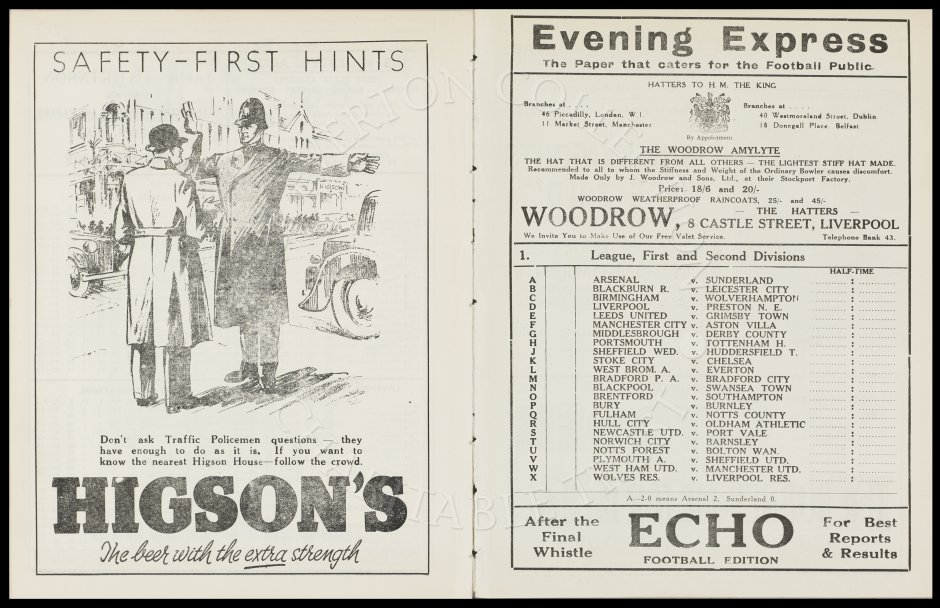 SAFETY-FIRST HINTS
HIGSON'S
Don't ask Traffic Policemen questions — they
have enough to do as it is. If you want to
know the nearest Higson House—follow the crowd.
HIGSON'S
The beer with the extra strength
Evening Express
The Paper that caters for the Football Public.
HATTERS TO H. M. THE KING
Branches at . . . .
46 Piccadilly, London, W 1.
11 Market Street, Manchester
By Appointment
Branches at . . . .
40 Westmoreland Street, Dublin
18 Donegall Place, Belfast
THE WOODROW AMYLYTE
THE HAT THAT IS DIFFERENT FROM ALL OTHERS — THE LIGHTEST STIFF HAT MADE.
Recommended to all to whom the Stiffness and Weight of the Ordinary Bowler causes discomfort.
Made Only by J. Woodrow and Sons, Ltd., at their Stockport Factory.
Price: 18/6 and 20/-
WOODROW WEATHERPROOF RAINCOATS, 25/- and 45/-
WOODROW, — THE HATTERS —
8 CASTLE STREET, LIVERPOOL
We Invite You to Make Use of Our Free Valet Service. Telephone Bank 43.
1. League, First and Second Divisions
HALF-TIME
A ARSENAL v. SUNDERLAND :
B BLACKBURN R. v. LEICESTER CITY :
C BIRMINGHAM v. WOLVERHAMPTON :
D LIVERPOOL v. PRESTON N. E. :
E LEEDS UNITED v. GRIMSBY TOWN :
F MANCHESTER CITY v. ASTON VILLA :
G MIDDLESBROUGH v. DERBY COUNTY :
H PORTSMOUTH v. TOTTENHAM H. :
J SHEFFIELD WED. v. HUDDERSFIELD T. :
K STOKE CITY v. CHELSEA :
L WEST BROM. A. v. EVERTON :
M BRADFORD P. A. v. BRADFORD CITY :
N BLACKPOOL v. SWANSEA TOWN :
O BRENTFORD v. SOUTHAMPTON :
P BURY v. BURNLEY :
Q FULHAM v. NOTTS COUNTY :
R HULL CITY v. OLDHAM ATHLETIC :
S NEWCASTLE UTD. v. PORT VALE :
T NORWICH CITY v. BARNSLEY :
U NOTTS FOREST v. BOLTON WAN. :
V PLYMOUTH A. v. SHEFFIELD UTD. :
W WEST HAM UTD. v. MANCHESTER UTD. :
X WOLVES RES. v. LIVERPOOL RES. :
A—2-0 means Arsenal 2, Sunderland 0.
After the
Final
Whistle
ECHO
FOOTBALL EDITION
For Best
Reports
& Results